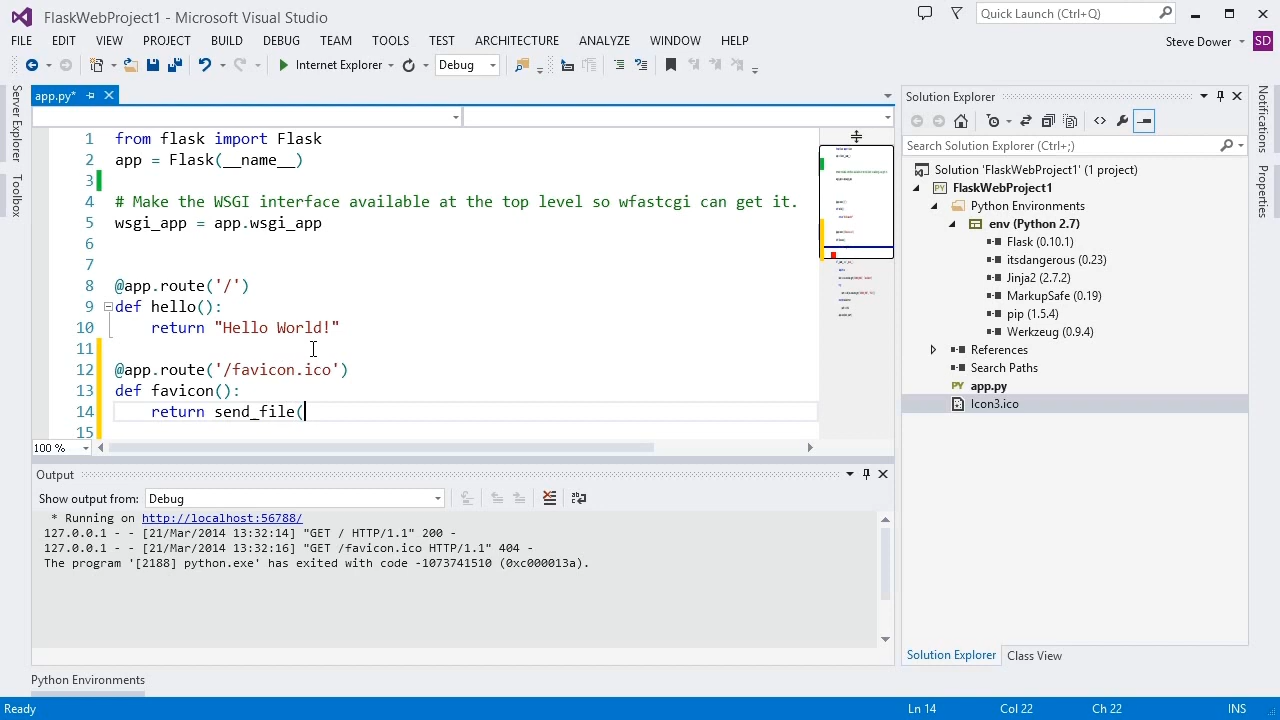 FlaskWebProject1 - Microsoft Visual Studio
Quick Launch (Ctrl+Q)
FILE EDIT VIEW PROJECT BUILD DEBUG TEAM TOOLS TEST ARCHITECTURE ANALYZE WINDOW HELP
Steve Dower SD
Internet Explorer Debug
Server Explorer
Toolbox
app.py*
1 from flask import Flask
2 app = Flask(__name__)
3
4 # Make the WSGI interface available at the top level so wfastcgi can get it.
5 wsgi_app = app.wsgi_app
6
7
8 @app.route('/')
9 def nello():
10 return "Hello World!"
11
12 @app.route('/favicon.ico')
13 def favicon():
14 return send_file(
15
100 %
Output
Show output from: Debug
* Running on http://localhost:56788/
127.0.0.1 - - [21/Mar/2014 13:32:14] "GET / HTTP/1.1" 200
127.0.0.1 - - [21/Mar/2014 13:32:16] "GET /favicon.ico HTTP/1.1" 404 -
The program '[2188] python.exe' has exited with code -1073741510 (0xc000013a).
Python Environments
Solution Explorer
Search Solution Explorer (Ctrl+;)
Solution 'FlaskWebProject1' (1 project)
PY FlaskWebProject1
Python Environments
env (Python 2.7)
Flask (0.10.1)
itsdangerous (0.23)
Jinja2 (2.7.2)
MarkupSafe (0.19)
pip (1.5.4)
Werkzeug (0.9.4)
References
Search Paths
PY app.py
Icon3.ico
Solution Explorer Class View
Notifications
Properties
Ready Ln 14 Col 22 Ch 22 INS